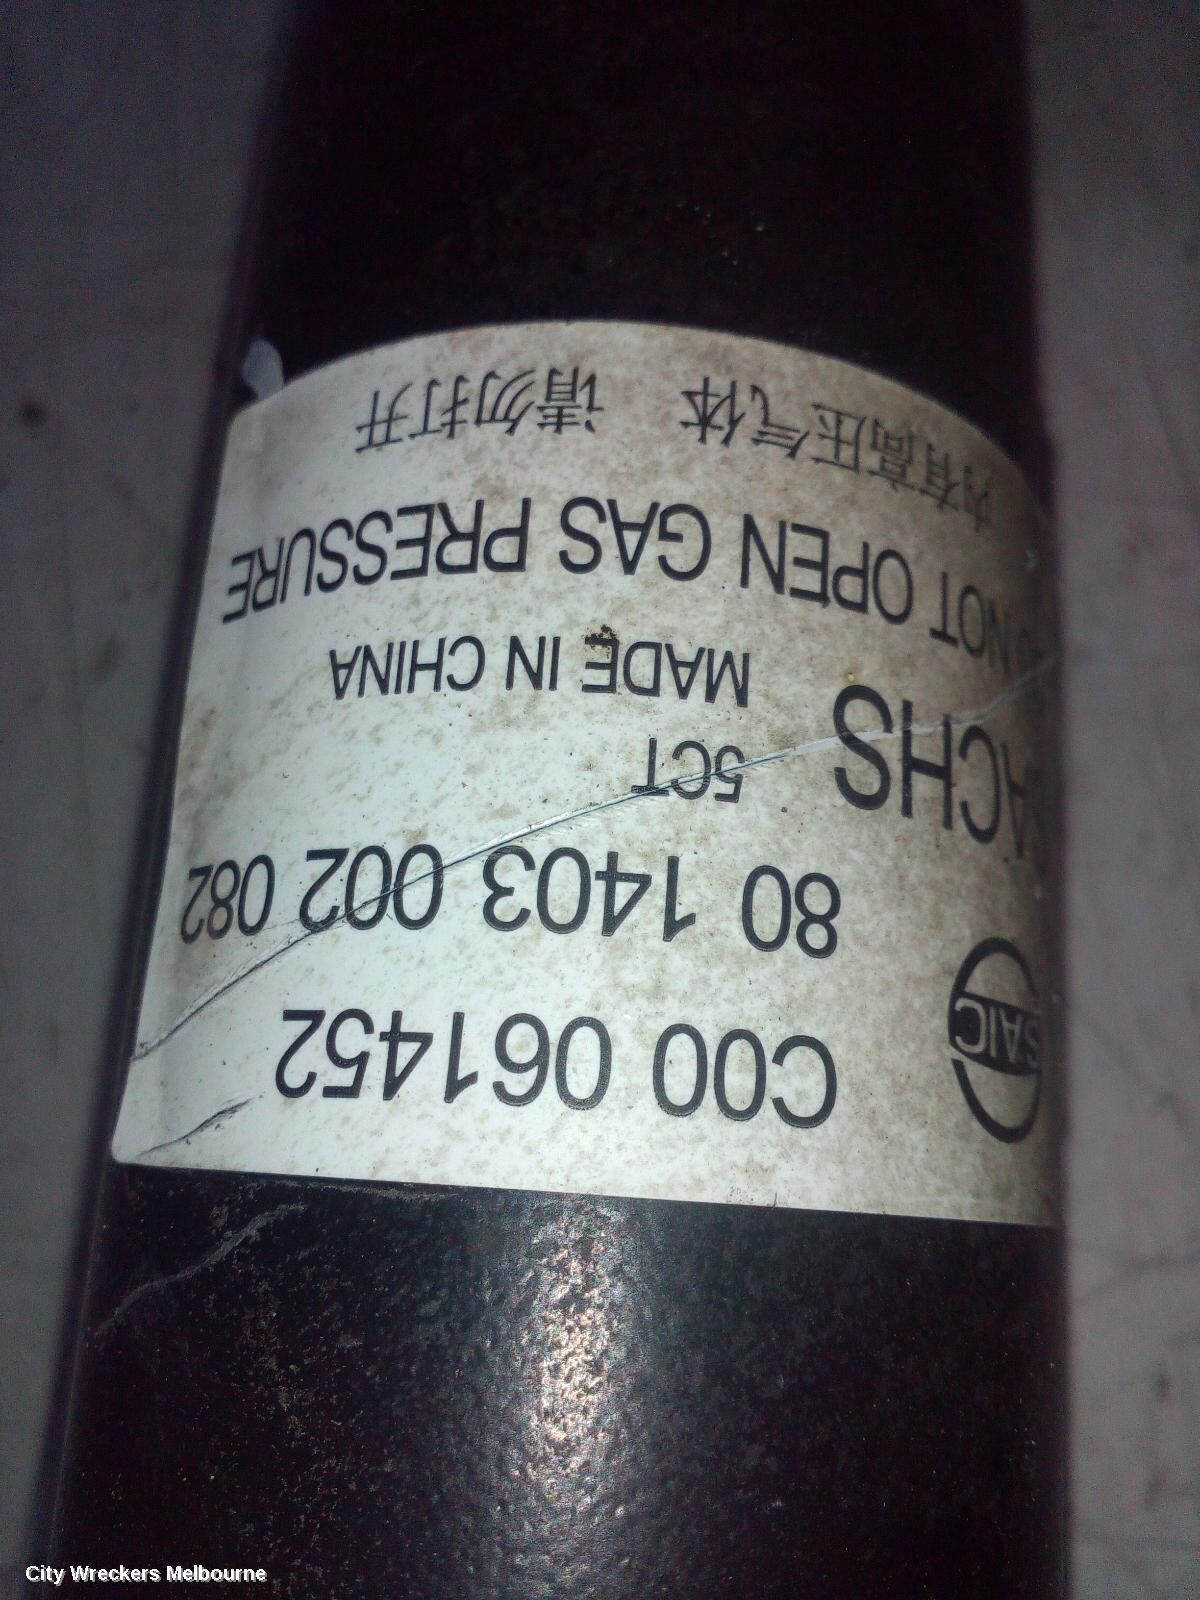 SAIC
C00 061452
80 1403 002 082
5CT
ACHS MADE IN CHINA
NOT OPEN GAS PRESSURE
内有高压气体 请勿打开
City Wreckers Melbourne